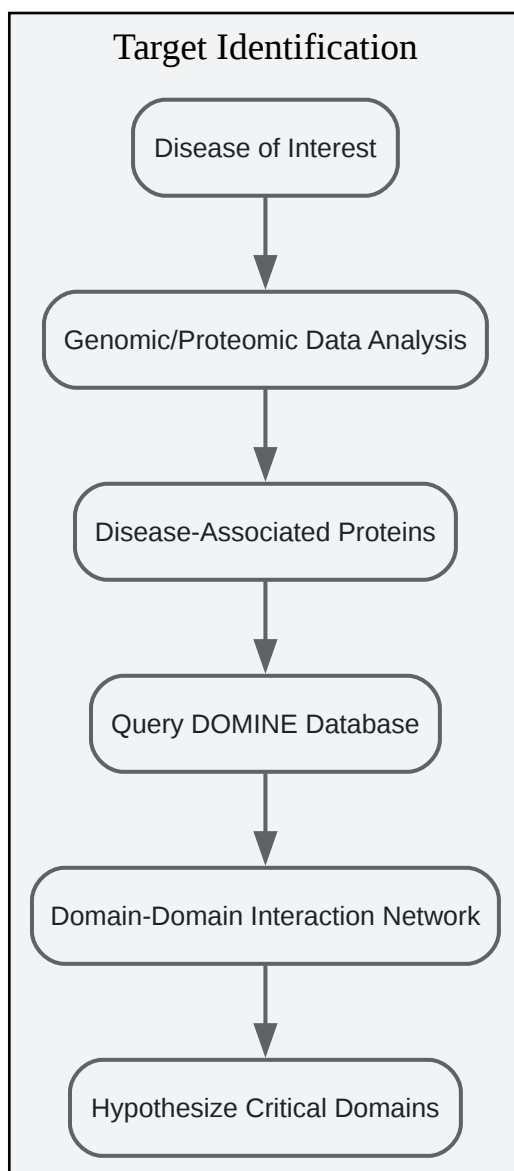 Target Identification
Disease of Interest
Genomic/Proteomic Data Analysis
Disease-Associated Proteins
Query DOMINE Database
Domain-Domain Interaction Network
Hypothesize Critical Domains